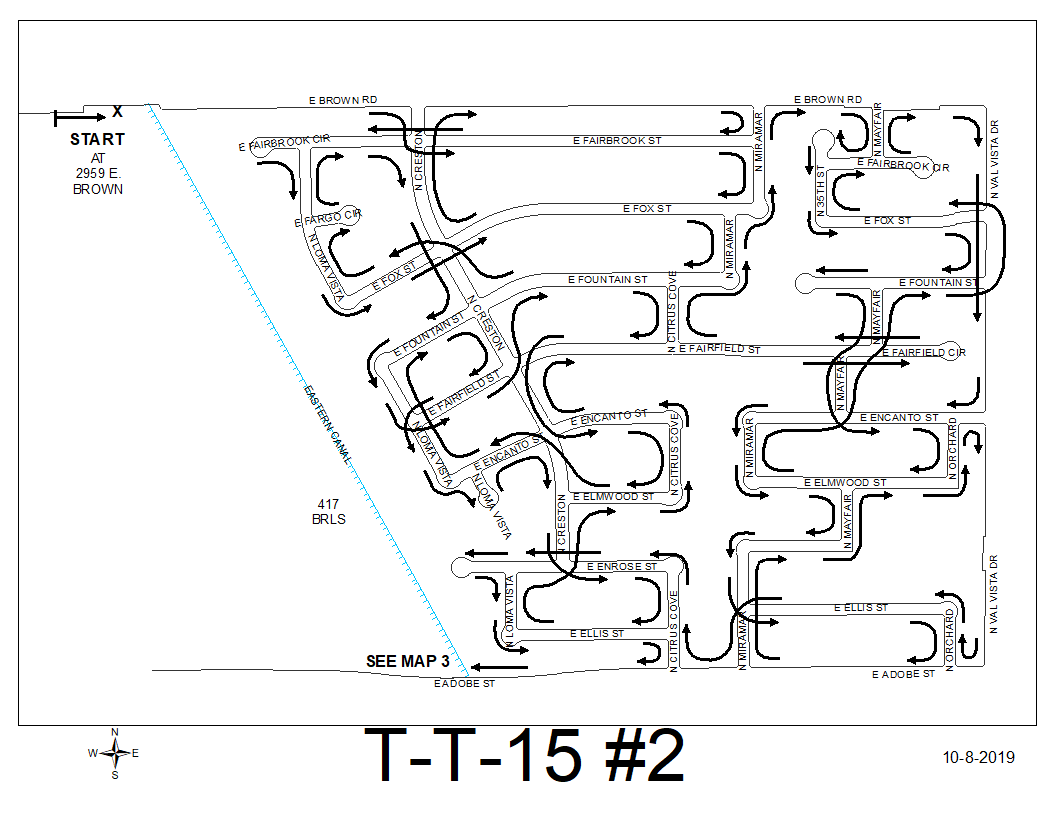 E BROWN RD
E BROWN RD
X
START
AT
2959 E.
BROWN
E FAIRBROOK CIR
N CRESTON
E FAIRBROOK ST
N MIRAMAR
N MAYFAIR
N VAL VISTA DR
E FAIRBROOK CIR
N 35TH ST
E FARGO CIR
E FOX ST
E FOX ST
N LOMA VISTA
E FOX ST
N MIRAMAR
E FOUNTAIN ST
E FOUNTAIN ST
N CITRUS COVE
N CRESTON
E FOUNTAIN ST
N MAYFAIR
E FAIRFIELD ST
E FAIRFIELD CIR
E FAIRFIELD ST
N MAYFAIR
EASTERN CANAL
E ENCANTO ST
E ENCANTO ST
N LOMA VISTA
E ENCANTO ST
N CITRUS COVE
N MIRAMAR
N ORCHARD
N LOMA VISTA
E ELMWOOD ST
E ELMWOOD ST
417
BRLS
N CRESTON
N MAYFAIR
E ENROSE ST
N VAL VISTA DR
N LOMA VISTA
N CITRUS COVE
E ELLIS ST
E ELLIS ST
N MIRAMAR
N ORCHARD
SEE MAP 3
E ADOBE ST
E ADOBE ST
N
W E
S
T-T-15 #2
10-8-2019